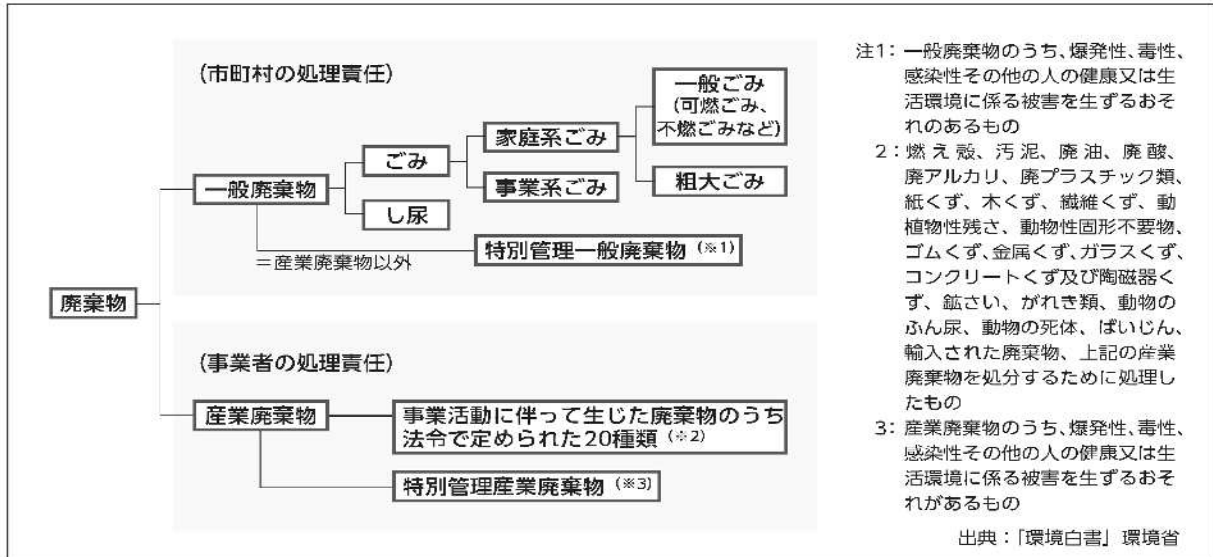 (市町村の処理責任)
廃棄物
一般廃棄物
=産業廃棄物以外
ごみ
し尿
家庭系ごみ
事業系ごみ
一般ごみ
(可燃ごみ、
不燃ごみなど)
粗大ごみ
特別管理一般廃棄物(※1)
(事業者の処理責任)
産業廃棄物
事業活動に伴って生じた廃棄物のうち
法令で定められた20種類(※2)
特別管理産業廃棄物(※3)
注1: 一般廃棄物のうち、爆発性、毒性、
感染性その他の人の健康又は生
活環境に係る被害を生ずるおそ
れのあるもの
2: 燃え殻、汚泥、廃油、廃酸、
廃アルカリ、廃プラスチック類、
紙くず、木くず、繊維くず、動
植物性残さ、動物性固形不要物、
ゴムくず、金属くず、ガラスくず、
コンクリートくず及び陶磁器く
ず、鉱さい、がれき類、動物の
ふん尿、動物の死体、ばいじん、
輸入された廃棄物、上記の産業
廃棄物を処分するために処理し
たもの
3: 産業廃棄物のうち、爆発性、毒性、
感染性その他の人の健康又は生
活環境に係る被害を生ずるおそ
れがあるもの
出典:「環境白書」環境省